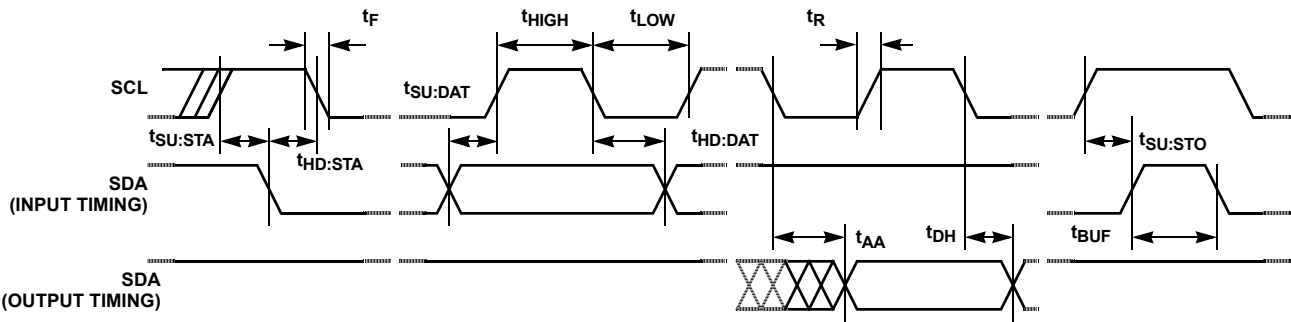 tF
tHIGH
tLOW
tR
SCL
tSU:DAT
tSU:STA
tHD:STA
tHD:DAT
tSU:STO
SDA
(INPUT TIMING)
tAA
tDH
tBUF
SDA
(OUTPUT TIMING)